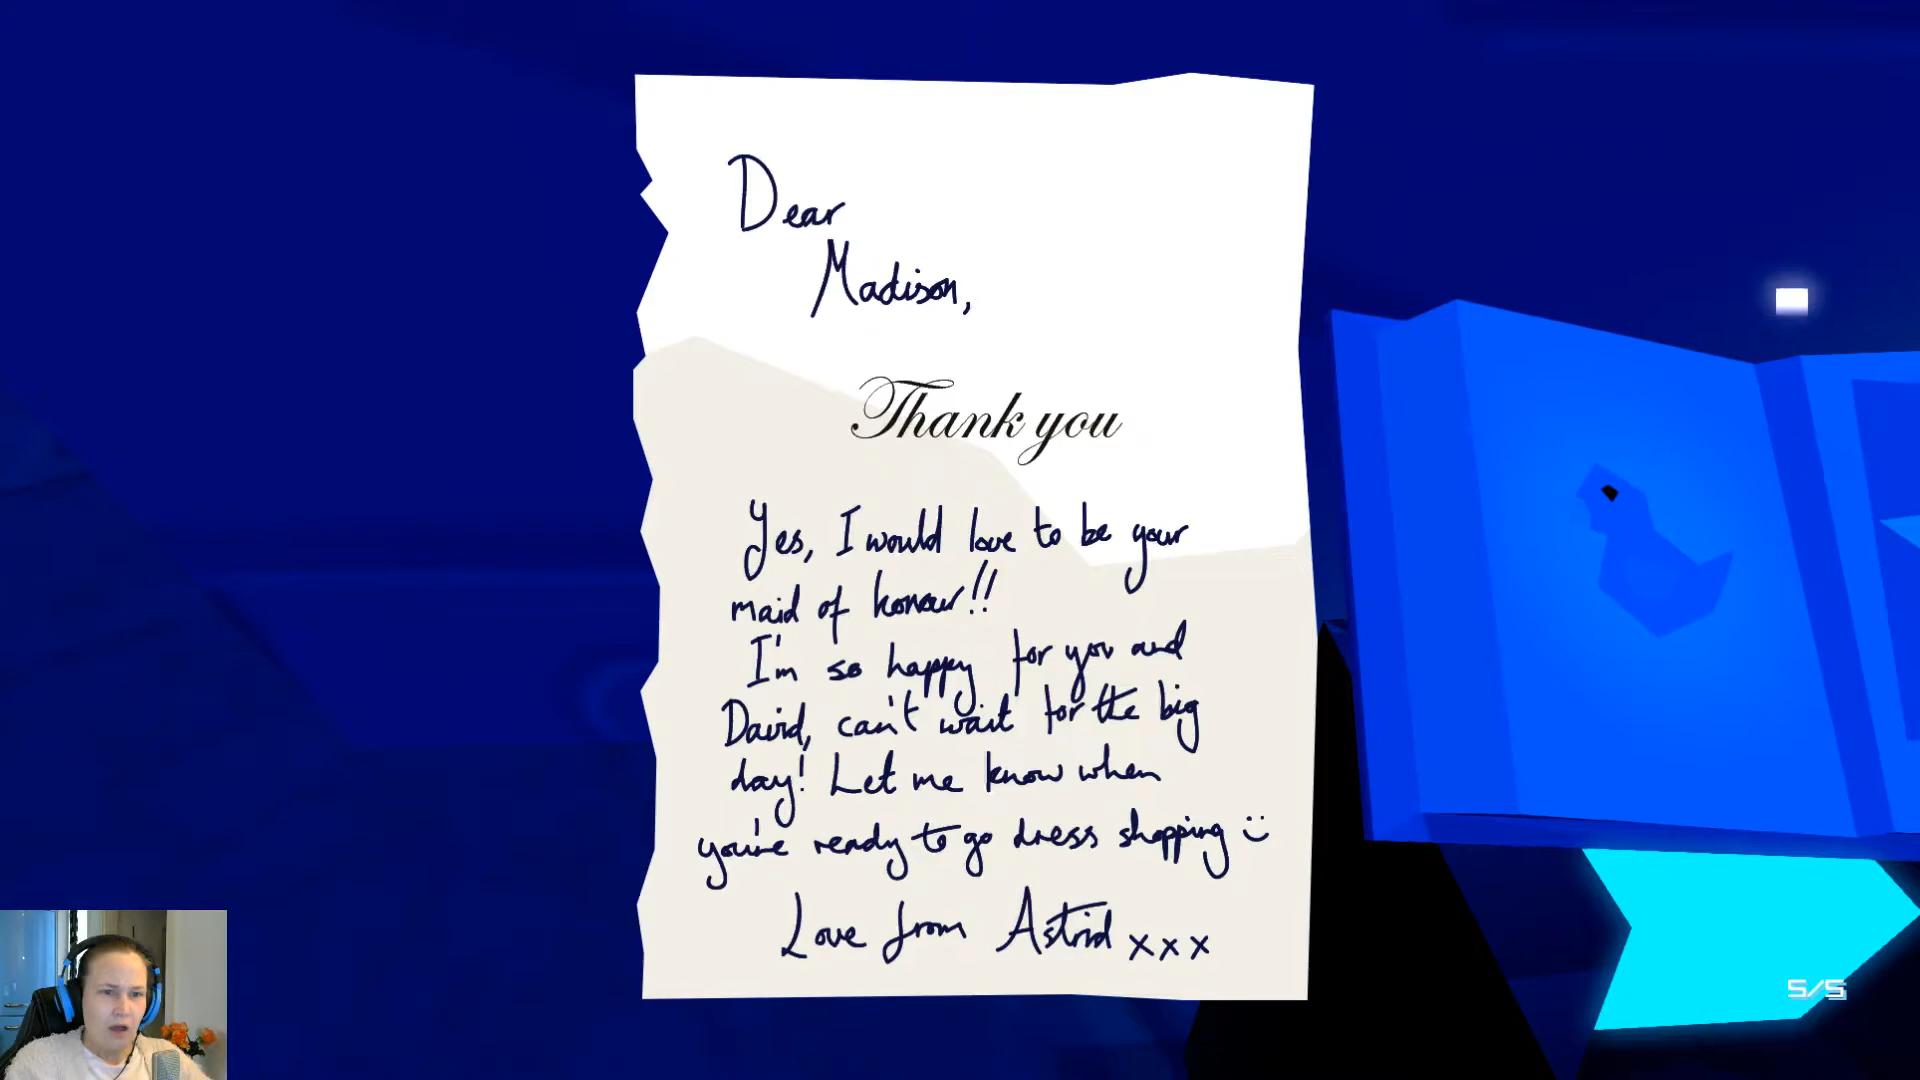 Dear
Madison,
Thank you
Yes, I would love to be your
maid of honour!!
I'm so happy for you and
David, can't wait for the big
day! Let me know when
you're ready to go dress shopping :)
Love from Astrid xxx
5/5